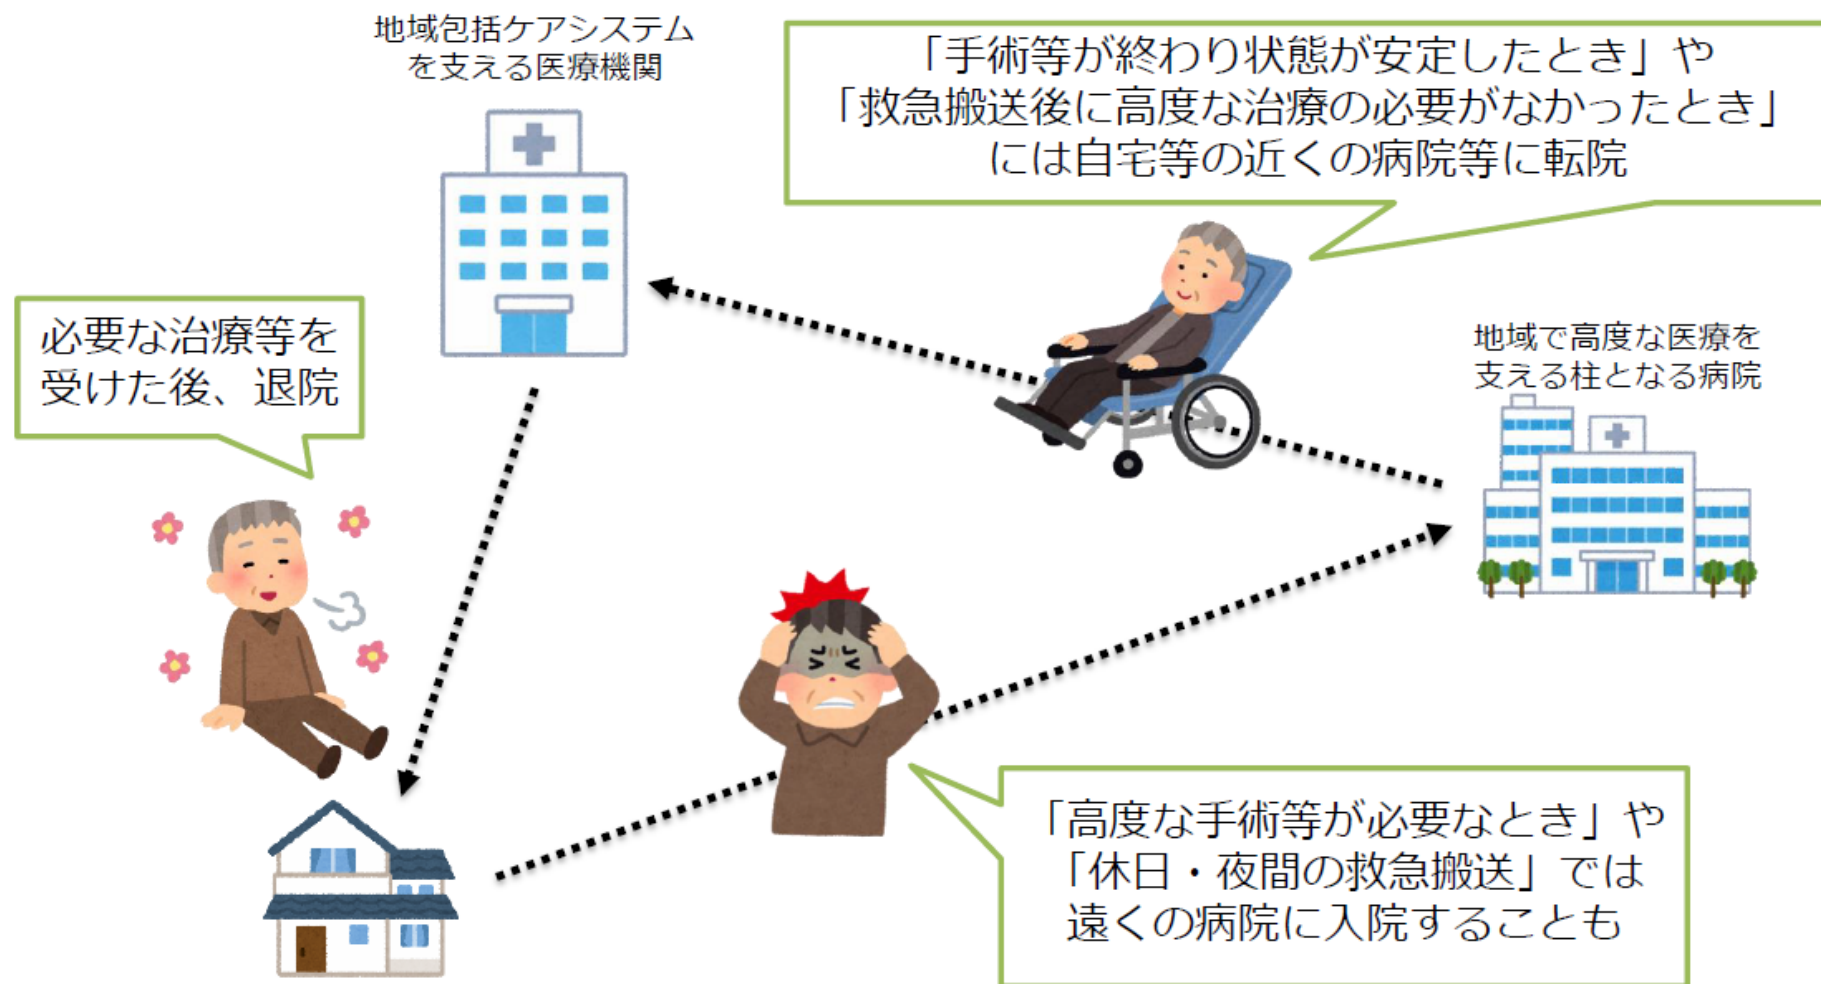 地域包括ケアシステム
を支える医療機関
「手術等が終わり状態が安定したとき」や
「救急搬送後に高度な治療の必要がなかったとき」
には自宅等の近くの病院等に転院
必要な治療等を
受けた後、退院
地域で高度な医療を
支える柱となる病院
「高度な手術等が必要なとき」や
「休日・夜間の救急搬送」では
遠くの病院に入院することも